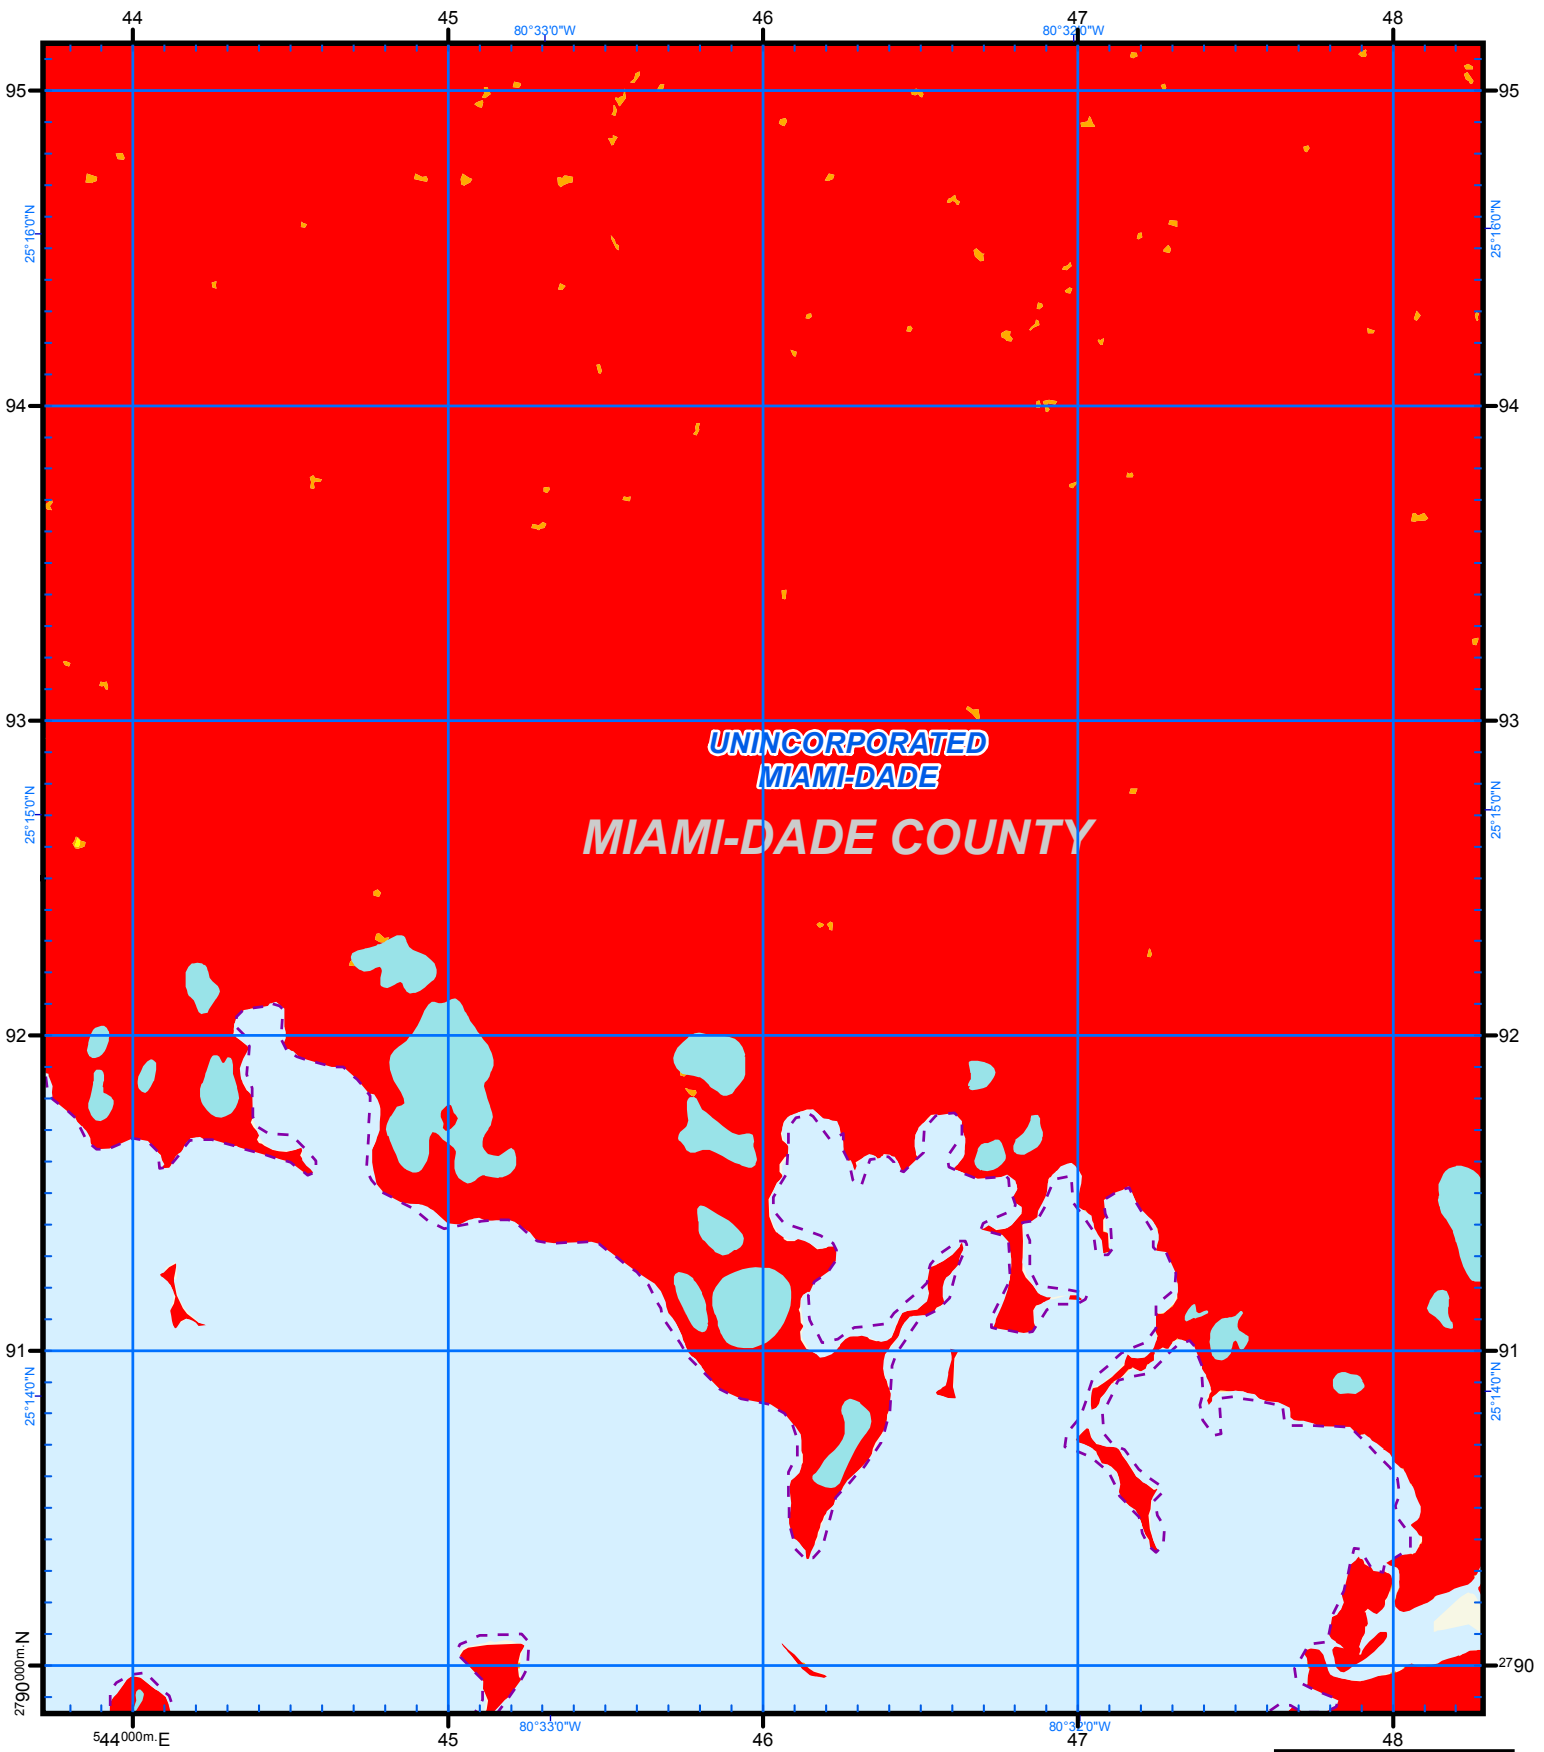 44 45 46 47 48
80°33'0"W 80°32'0"W
95 95
25°16'0"N 25°16'0"N
94 94
93 93
UNINCORPORATED
MIAMI-DADE
25°15'0"N 25°15'0"N
MIAMI-DADE COUNTY
92 92
91 91
25°14'0"N 25°14'0"N
2790000m.N 2790
80°33'0"W 80°32'0"W
544000m.E 45 46 47 48